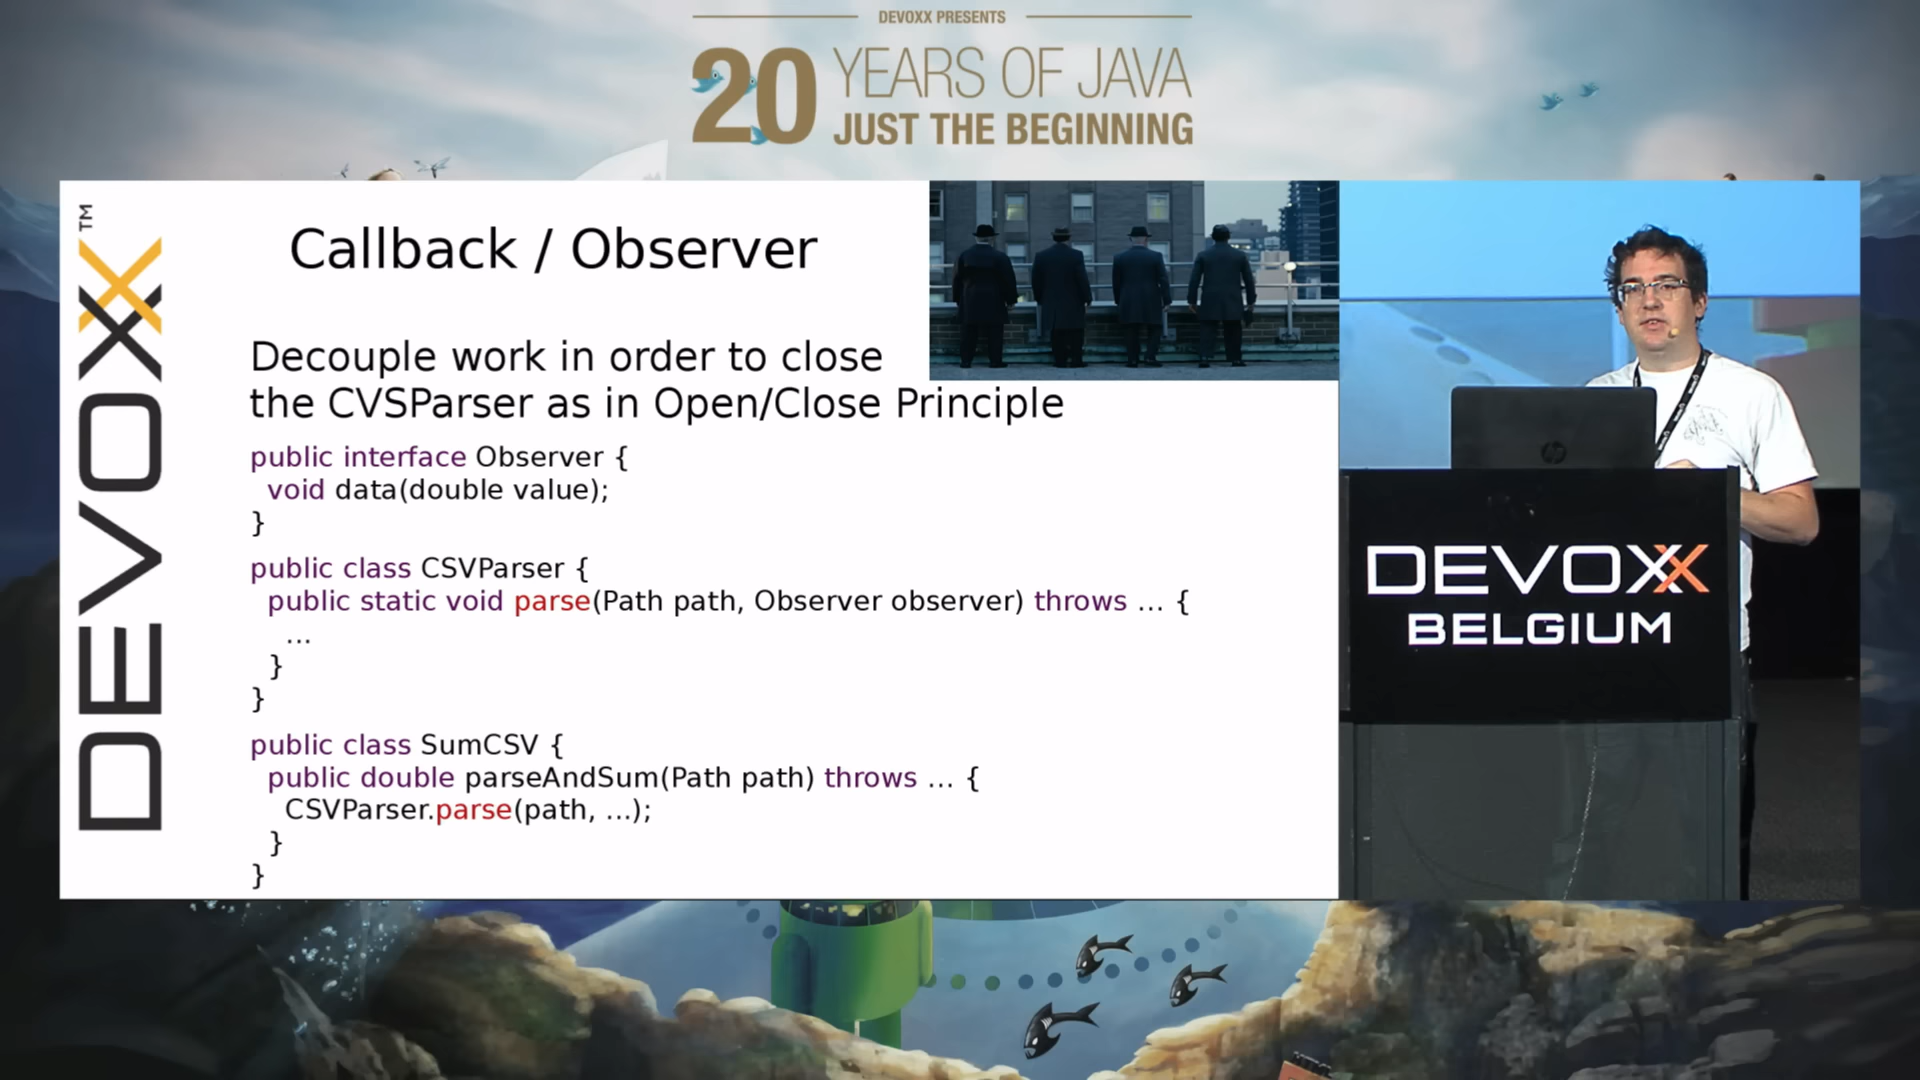 DEVOXX PRESENTS
20 YEARS OF JAVA
JUST THE BEGINNING
DEVOXX™
Callback / Observer
Decouple work in order to close
the CVSParser as in Open/Close Principle
public interface Observer {
void data(double value);
}
public class CSVParser {
public static void parse(Path path, Observer observer) throws ... {
...
}
}
public class SumCSV {
public double parseAndSum(Path path) throws ... {
CSVParser.parse(path, ...);
}
}
hp
DEVOXX
BELGIUM